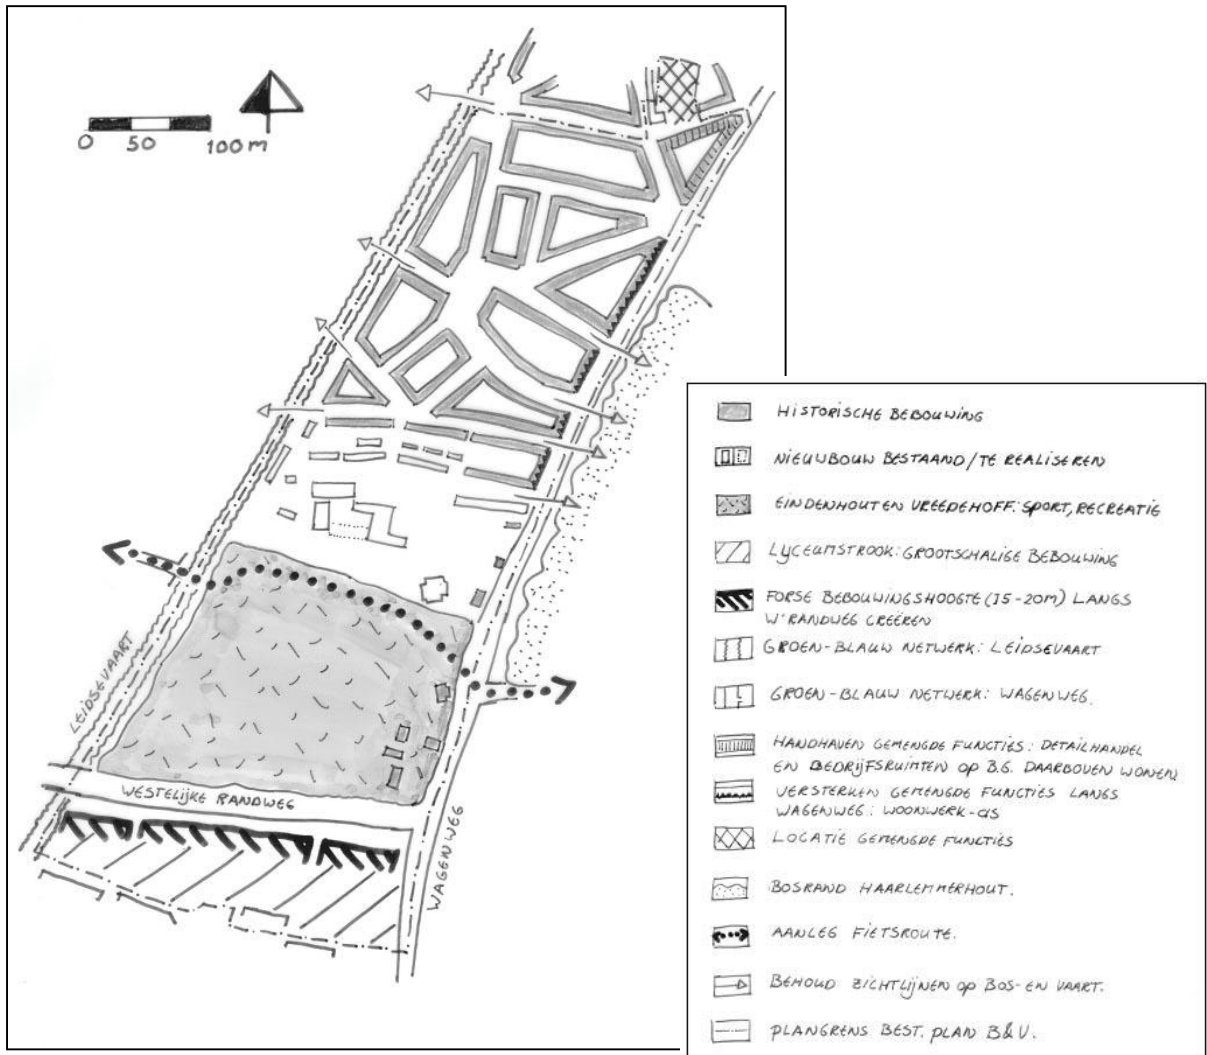 0 50 100 m
LEIDSEVAART
WESTELIJKE RANDWEG
WAGENWEG
HISTORISCHE BEBOUWING
NIEUWBOUW BESTAAND/TE REALISEREN
EINDENHOUT EN VREEDEHOFF: SPORT, RECREATIE
LYCEUMSTROOK: GROOTSCHALIGE BEBOUWING
FORSE BEBOUWINGSHOOGTE (15-20M) LANGS
W-RANDWEG CREËREN
GROEN-BLAUW NETWERK: LEIDSEVAART
GROEN-BLAUW NETWERK: WAGENWEG.
HANDHAVEN GEMENGDE FUNCTIES: DETAILHANDEL
EN BEDRIJFSRUIMTEN OP B.G. DAARBOVEN WONEN
VERSTERKEN GEMENGDE FUNCTIES LANGS
WAGENWEG: WOONWERK-AS
LOCATIE GEMENGDE FUNCTIES
BOSRAND HAARLEMMERHOUT.
AANLEG FIETSROUTE.
BEHOUD ZICHTLIJNEN OP BOS- EN VAART.
PLANGRENS BEST. PLAN B&V.